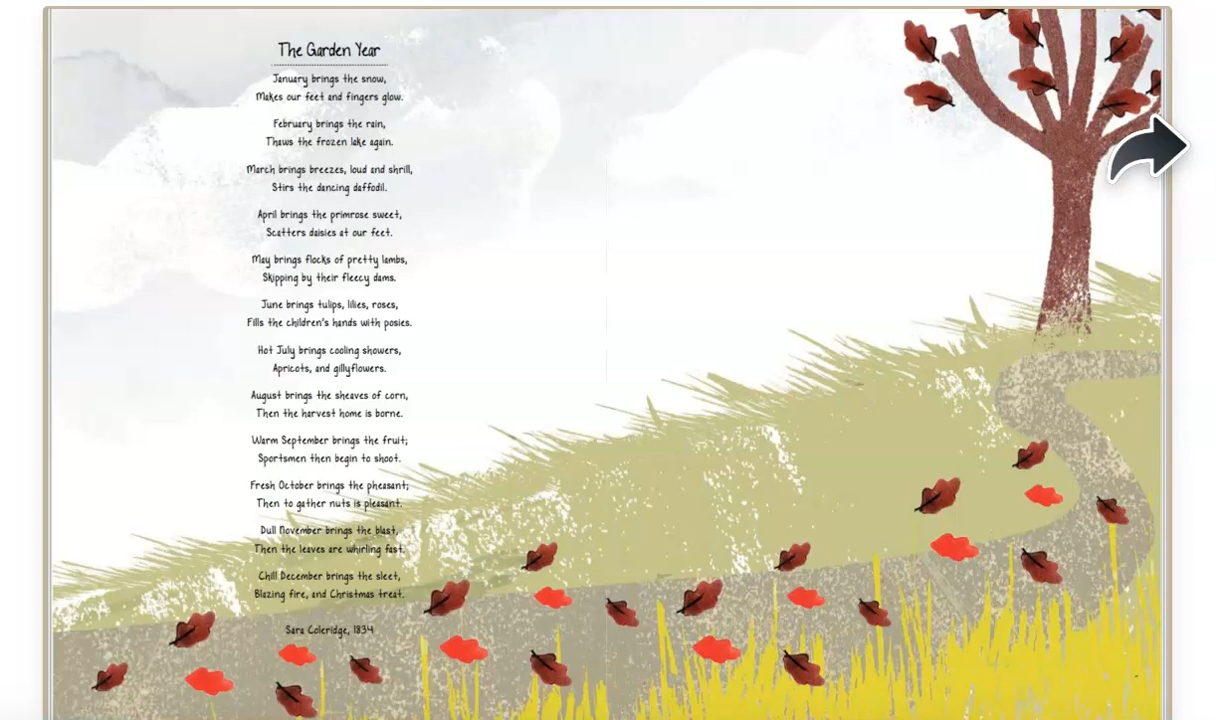 The Garden Year
January brings the snow,
Makes our feet and fingers glow.
February brings the rain,
Thaws the frozen lake again.
March brings breezes, loud and shrill,
Stirs the dancing daffodil.
April brings the primrose sweet,
Scatters daisies at our feet.
May brings flocks of pretty lambs,
Skipping by their fleecy dams.
June brings tulips, lilies, roses,
Fills the children's hands with posies.
Hot July brings cooling showers,
Apricots, and gillyflowers.
August brings the sheaves of corn,
Then the harvest home is borne.
Warm September brings the fruit;
Sportsmen then begin to shoot.
Fresh October brings the pheasant;
Then to gather nuts is pleasant.
Dull November brings the blast,
Then the leaves are whirling fast.
Chill December brings the sleet,
Blazing fire, and Christmas treat.
Sara Coleridge, 1834